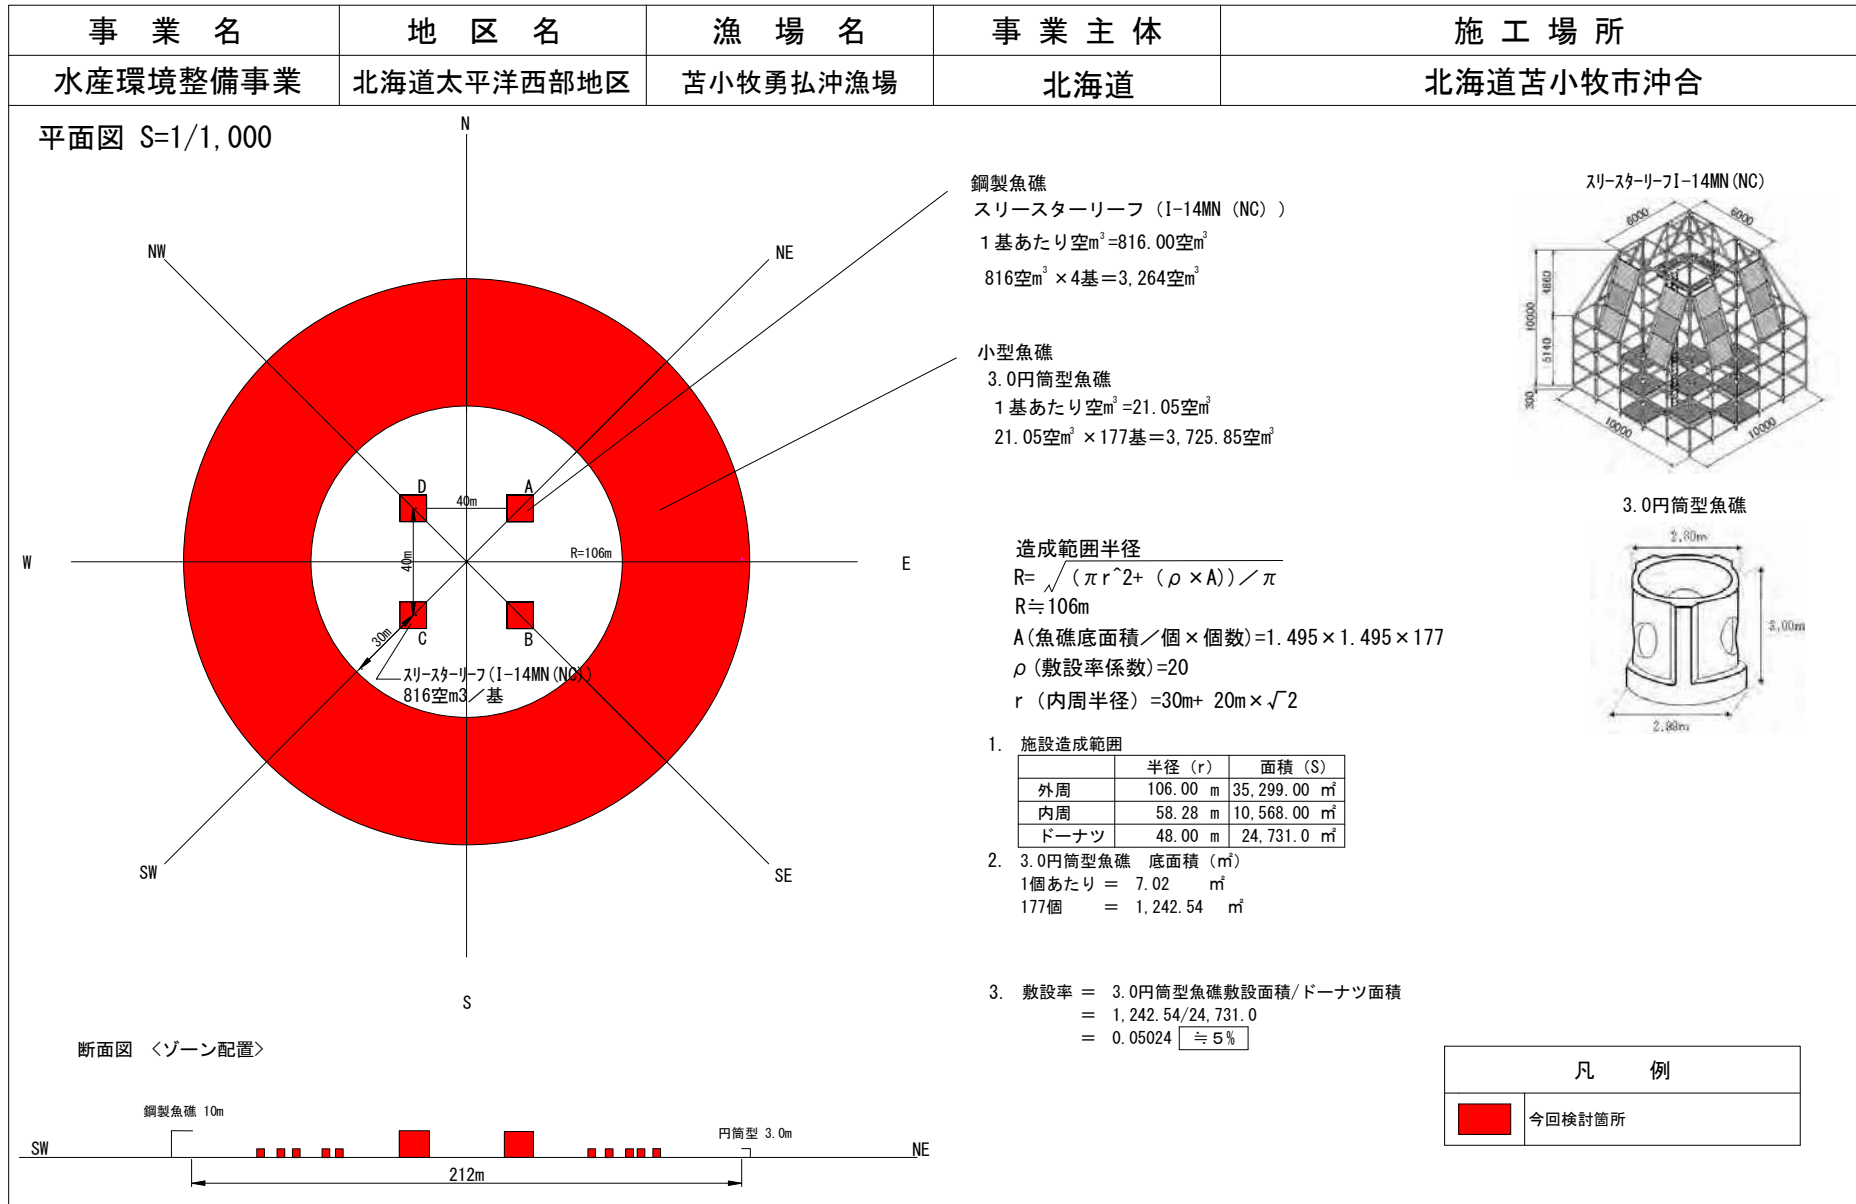 事業名 地区名 漁場名 事業主体 施工場所
水産環境整備事業 北海道太平洋西部地区 苫小牧勇払沖漁場 北海道 北海道苫小牧市沖合
平面図 S=1/1,000
N
NW
NE
W
E
SW
SE
S
D
A
C
B
40m
40m
30m
R=106m
スリースターリーフ(I-14MN(NC))
816空m3/基
鋼製魚礁
スリースターリーフ（I-14MN（NC））
1基あたり空m³=816.00空m³
816空m³×4基＝3,264空m³
小型魚礁
3.0円筒型魚礁
1基あたり空m³=21.05空m³
21.05空m³×177基＝3,725.85空m³
造成範囲半径
R= √(πr^2+（ρ×A))／π
R≒106m
A(魚礁底面積／個×個数)=1.495×1.495×177
ρ(敷設率係数)=20
r（内周半径）=30m+ 20m×√2
1. 施設造成範囲
半径（r） 面積（S）
外周 106.00 m 35,299.00 ㎡
内周 58.28 m 10,568.00 ㎡
ドーナツ 48.00 m 24,731.0 ㎡
2. 3.0円筒型魚礁 底面積（㎡）
1個あたり ＝ 7.02 ㎡
177個 ＝ 1,242.54 ㎡
3. 敷設率 ＝ 3.0円筒型魚礁敷設面積/ドーナツ面積
＝ 1,242.54/24,731.0
＝ 0.05024 ≒5%
スリースターリーフI-14MN(NC)
6000
6000
10000
4860
5140
300
10000
10000
3.0円筒型魚礁
2.80m
3.00m
2.99m
断面図 〈ゾーン配置〉
鋼製魚礁 10m
円筒型 3.0m
SW
NE
212m
凡例
今回検討箇所